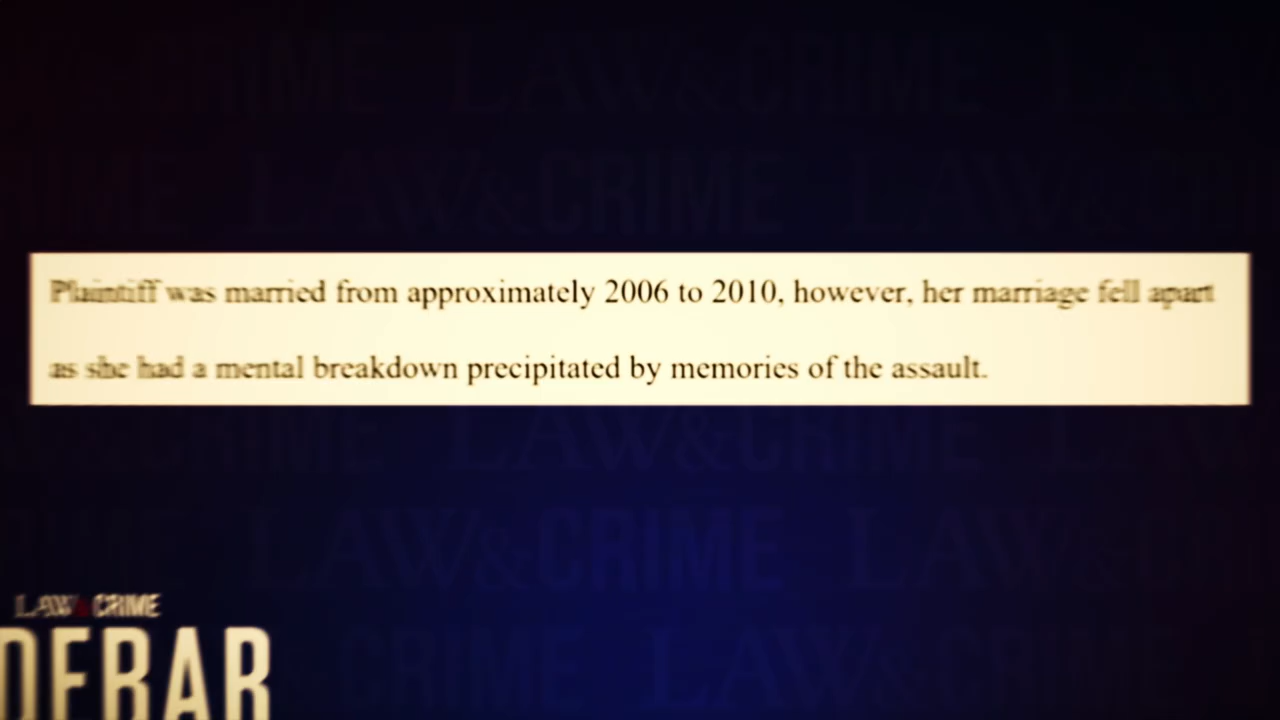 Plaintiff was married from approximately 2006 to 2010, however, her marriage fell apart
as she had a mental breakdown precipitated by memories of the assault.
LAW & CRIME
DEBAR